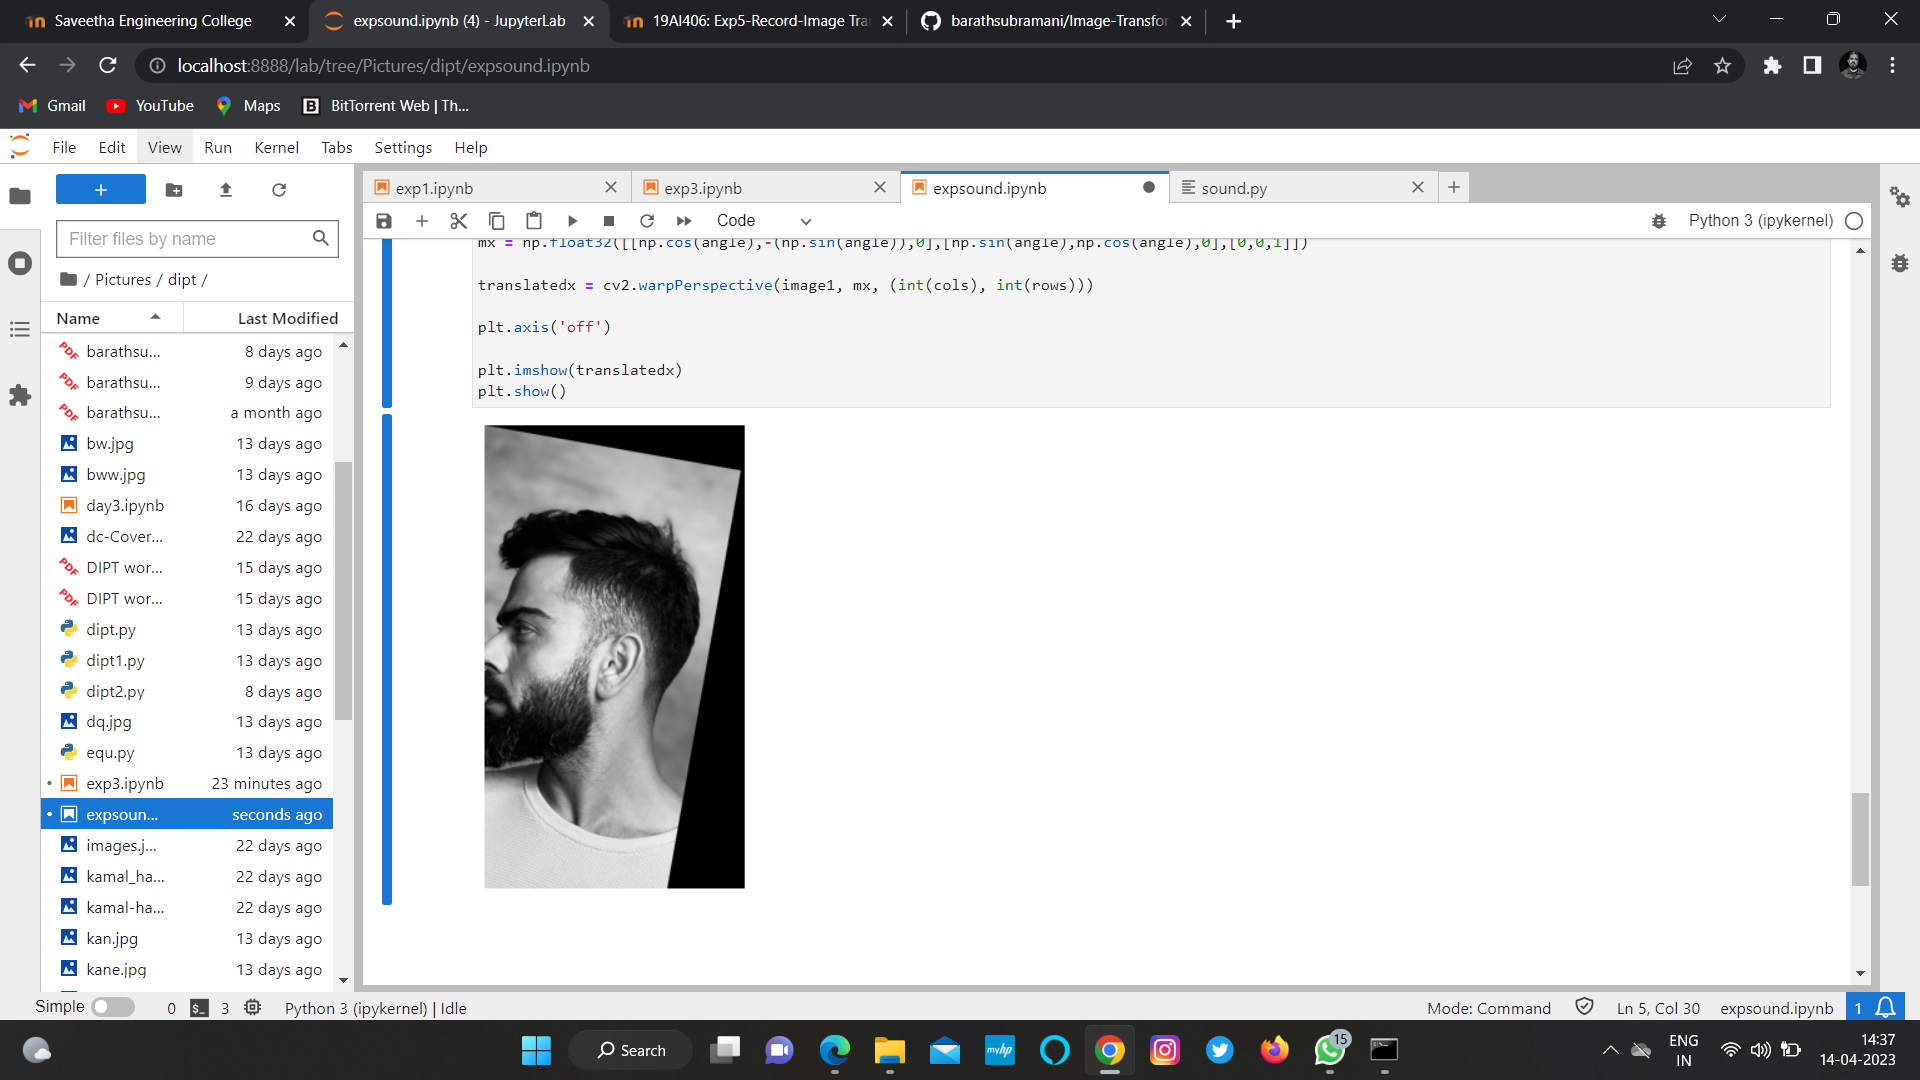 Saveetha Engineering College
expsound.ipynb (4) - JupyterLab
19AI406: Exp5-Record-Image Tra
barathsubramani/Image-Transfor
localhost:8888/lab/tree/Pictures/dipt/expsound.ipynb
Gmail
YouTube
Maps
B
BitTorrent Web | Th...
File Edit View Run Kernel Tabs Settings Help
exp1.ipynb
exp3.ipynb
expsound.ipynb
sound.py
Code
Python 3 (ipykernel)
Filter files by name
/ Pictures / dipt /
Name Last Modified
barathsu... 8 days ago
barathsu... 9 days ago
barathsu... a month ago
bw.jpg 13 days ago
bww.jpg 13 days ago
day3.ipynb 16 days ago
dc-Cover... 22 days ago
DIPT wor... 15 days ago
DIPT wor... 15 days ago
dipt.py 13 days ago
dipt1.py 13 days ago
dipt2.py 8 days ago
dq.jpg 13 days ago
equ.py 13 days ago
exp3.ipynb 23 minutes ago
expsoun... seconds ago
images.j... 22 days ago
kamal_ha... 22 days ago
kamal-ha... 22 days ago
kan.jpg 13 days ago
kane.jpg 13 days ago
mx = np.float32([[np.cos(angle),-(np.sin(angle)),0],[np.sin(angle),np.cos(angle),0],[0,0,1]])
translatedx = cv2.warpPerspective(image1, mx, (int(cols), int(rows)))
plt.axis('off')
plt.imshow(translatedx)
plt.show()
Simple 0 $_ 3 Python 3 (ipykernel) | Idle
Mode: Command Ln 5, Col 30 expsound.ipynb 1
Search
myhp
15
ENG
IN
14:37
14-04-2023